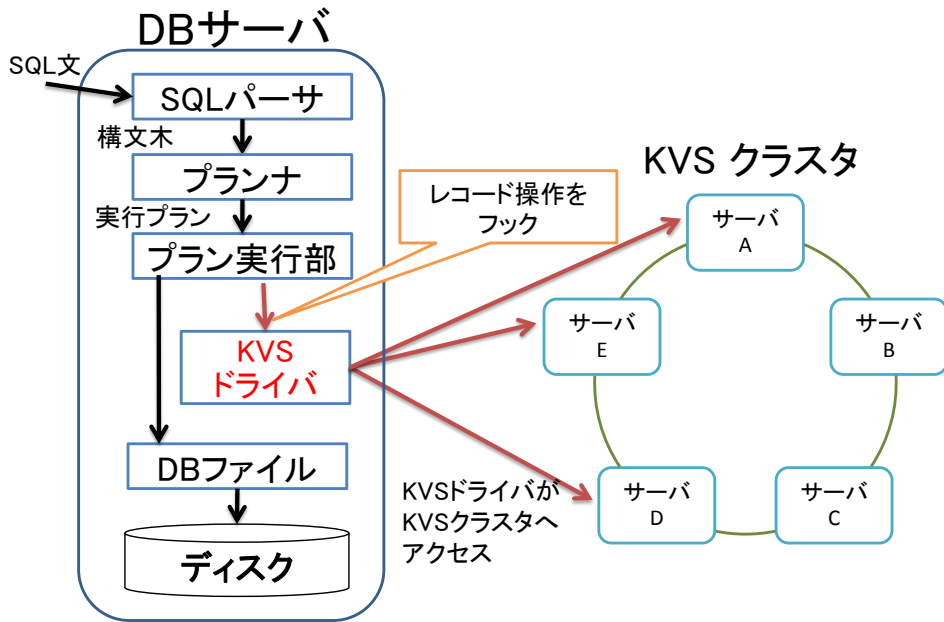 DBサーバ
SQL文
SQLパーサ
構文木
プランナ
実行プラン
プラン実行部
レコード操作を
フック
KVS
ドライバ
DBファイル
ディスク
KVSドライバが
KVSクラスタへ
アクセス
KVS クラスタ
サーバ
A
サーバ
B
サーバ
C
サーバ
D
サーバ
E